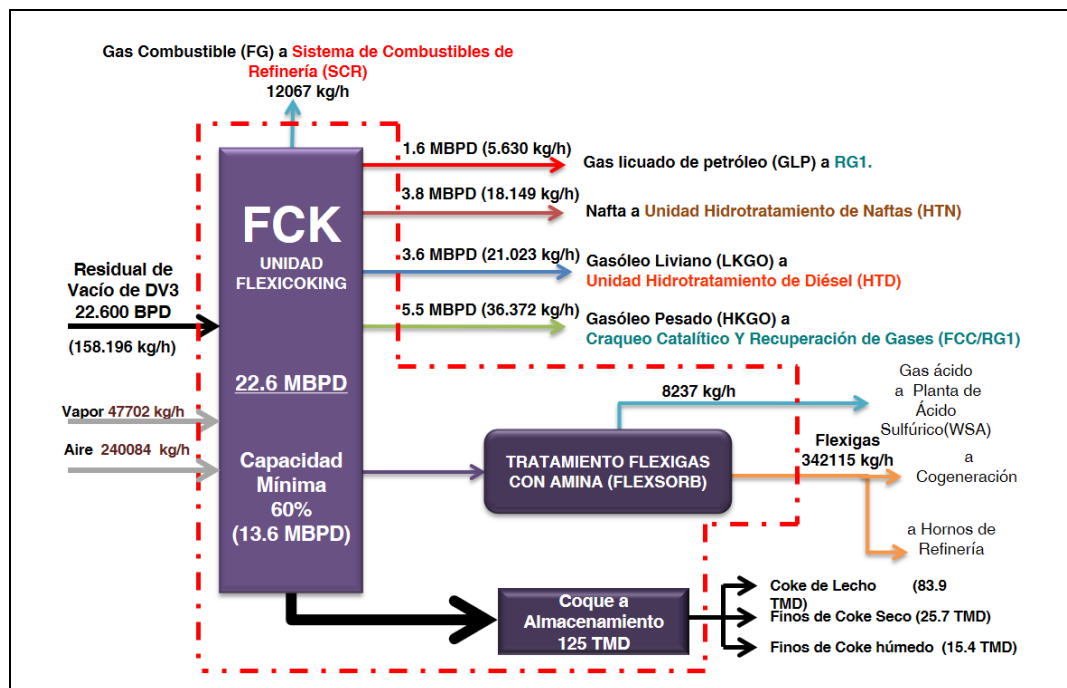 Gas Combustible (FG) a Sistema de Combustibles de
Refinería (SCR)
12067 kg/h
1.6 MBPD (5.630 kg/h)
Gas licuado de petróleo (GLP) a RG1.
3.8 MBPD (18.149 kg/h)
Nafta a Unidad Hidrotratamiento de Naftas (HTN)
FCK
UNIDAD
FLEXICOKING
3.6 MBPD (21.023 kg/h)
Gasóleo Liviano (LKGO) a
Unidad Hidrotratamiento de Diésel (HTD)
Residual de
Vacío de DV3
22.600 BPD
(158.196 kg/h)
5.5 MBPD (36.372 kg/h)
Gasóleo Pesado (HKGO) a
Craqueo Catalítico Y Recuperación de Gases (FCC/RG1)
22.6 MBPD
Vapor 47702 kg/h
Aire 240084 kg/h
Capacidad
Mínima
60%
(13.6 MBPD)
8237 kg/h
Gas ácido
a Planta de
Ácido
Sulfúrico(WSA)
TRATAMIENTO FLEXIGAS
CON AMINA (FLEXSORB)
Flexigas
342115 kg/h
a
Cogeneración
a Hornos de
Refinería
Coque a
Almacenamiento
125 TMD
Coke de Lecho (83.9
TMD)
Finos de Coke Seco (25.7 TMD)
Finos de Coke húmedo (15.4 TMD)